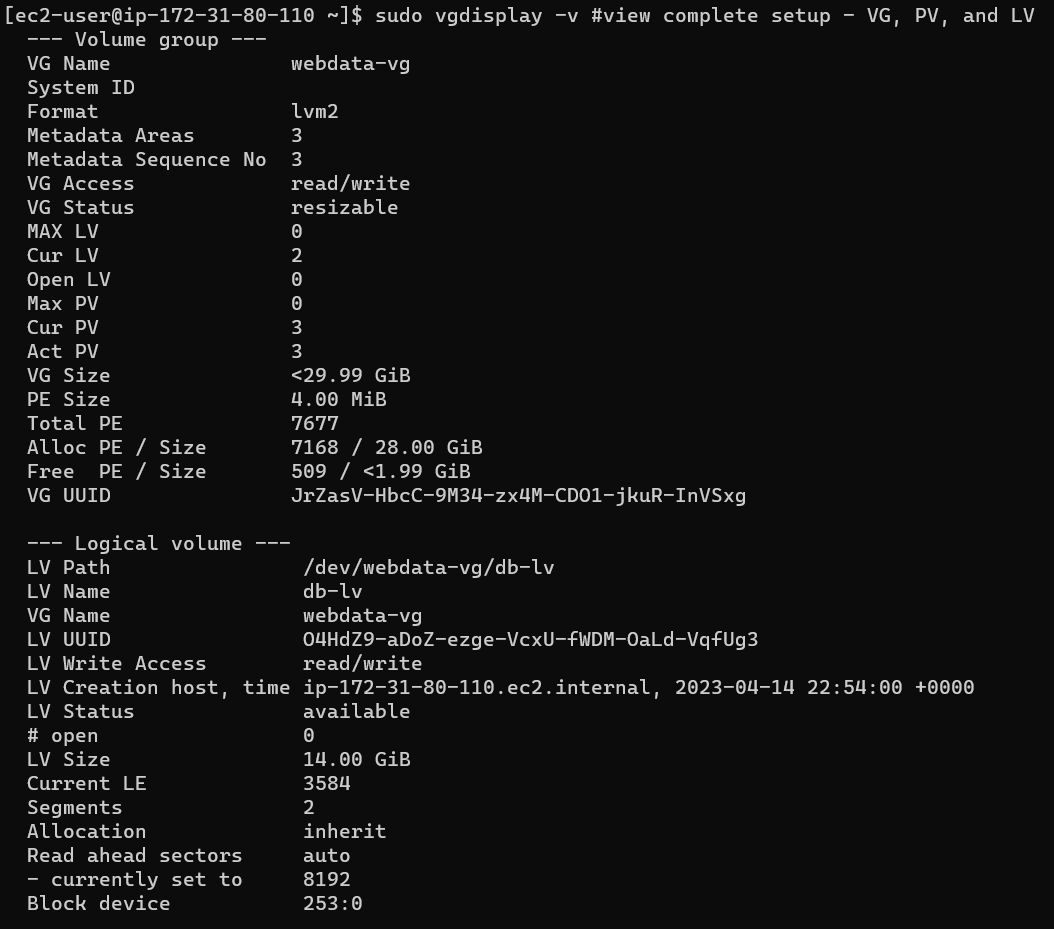 [ec2-user@ip-172-31-80-110 ~]$ sudo vgdisplay -v #view complete setup - VG, PV, and LV
  --- Volume group ---
  VG Name               webdata-vg
  System ID
  Format                lvm2
  Metadata Areas        3
  Metadata Sequence No  3
  VG Access             read/write
  VG Status             resizable
  MAX LV                0
  Cur LV                2
  Open LV               0
  Max PV                0
  Cur PV                3
  Act PV                3
  VG Size               <29.99 GiB
  PE Size               4.00 MiB
  Total PE              7677
  Alloc PE / Size       7168 / 28.00 GiB
  Free  PE / Size       509 / <1.99 GiB
  VG UUID               JrZasV-HbcC-9M34-zx4M-CDO1-jkuR-InVSxg

  --- Logical volume ---
  LV Path                /dev/webdata-vg/db-lv
  LV Name                db-lv
  VG Name                webdata-vg
  LV UUID                O4HdZ9-aDoZ-ezge-VcxU-fWDM-OaLd-VqfUg3
  LV Write Access        read/write
  LV Creation host, time ip-172-31-80-110.ec2.internal, 2023-04-14 22:54:00 +0000
  LV Status              available
  # open                 0
  LV Size                14.00 GiB
  Current LE             3584
  Segments               2
  Allocation             inherit
  Read ahead sectors     auto
  - currently set to     8192
  Block device           253:0